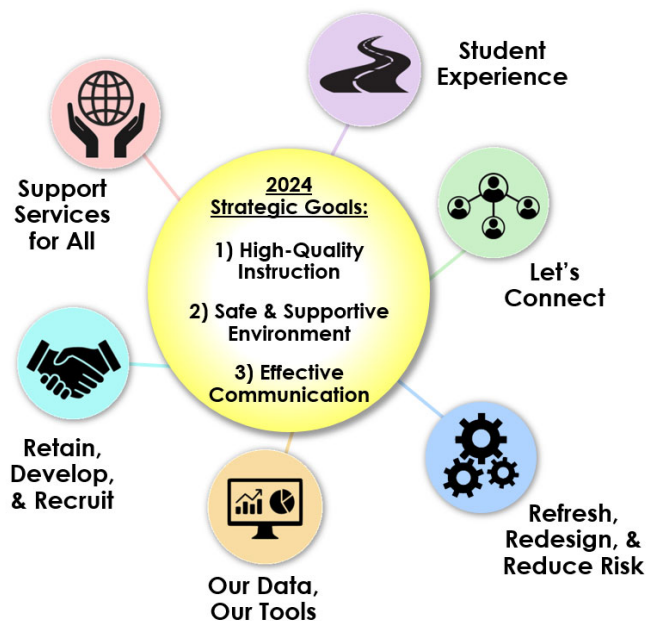 Student
Experience
Support
Services
for All
2024
Strategic Goals:
1) High-Quality
Instruction
2) Safe & Supportive
Environment
3) Effective
Communication
Let's
Connect
Retain,
Develop,
& Recruit
Refresh,
Redesign, &
Reduce Risk
Our Data,
Our Tools